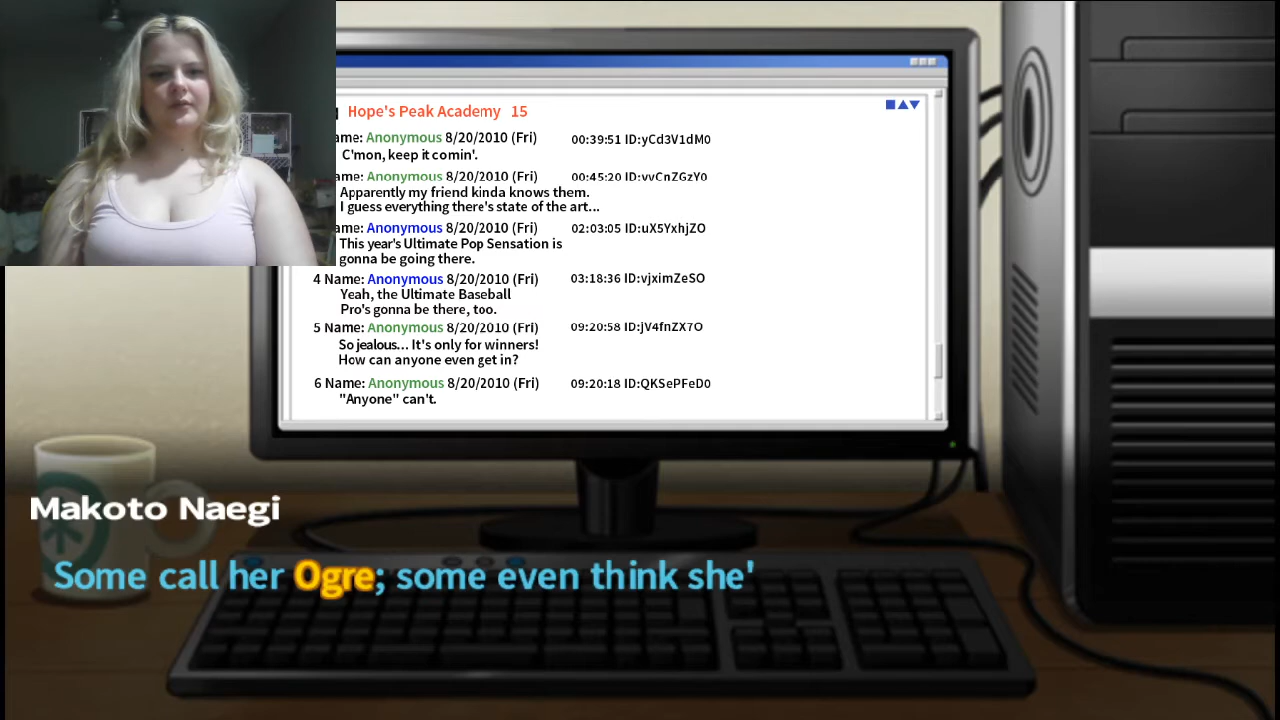 Hope's Peak Academy 15
ame: Anonymous 8/20/2010 (Fri) 00:39:51 ID:yCd3V1dM0
C'mon, keep it comin'.
ame: Anonymous 8/20/2010 (Fri) 00:45:20 ID:vvCnZGzY0
Apparently my friend kinda knows them.
I guess everything there's state of the art...
ame: Anonymous 8/20/2010 (Fri) 02:03:05 ID:uX5YxhjZO
This year's Ultimate Pop Sensation is
gonna be going there.
4 Name: Anonymous 8/20/2010 (Fri) 03:18:36 ID:vjximZeSO
Yeah, the Ultimate Baseball
Pro's gonna be there, too.
5 Name: Anonymous 8/20/2010 (Fri) 09:20:58 ID:jV4fnZX7O
So jealous... It's only for winners!
How can anyone even get in?
6 Name: Anonymous 8/20/2010 (Fri) 09:20:18 ID:QKSePFeD0
"Anyone" can't.
Makoto Naegi
Some call her Ogre; some even think she'